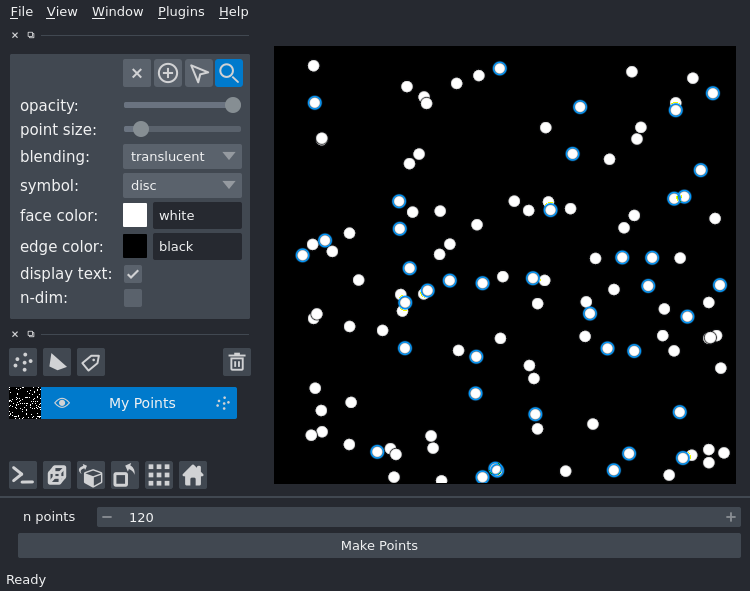 File View Window Plugins Help
opacity:
point size:
blending: translucent
symbol: disc
face color: white
edge color: black
display text:
n-dim:
My Points
n points 120
Make Points
Ready